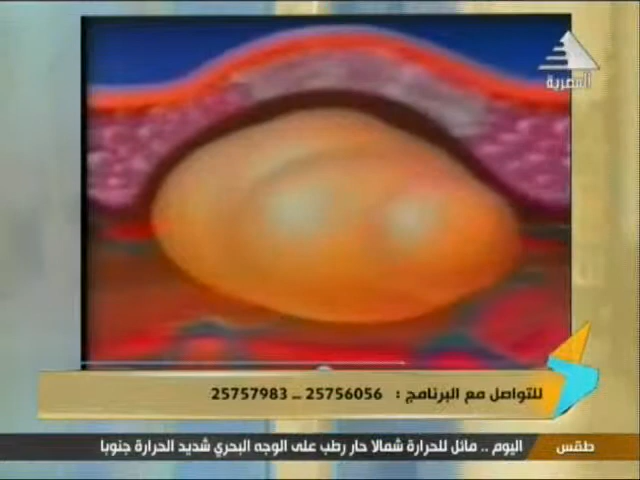 المصرية
للتواصل مع البرنامج : 25756056 ــ 25757983
طقس
اليوم .. مائل للحرارة شمالا حار رطب على الوجه البحري شديد الحرارة جنوبا